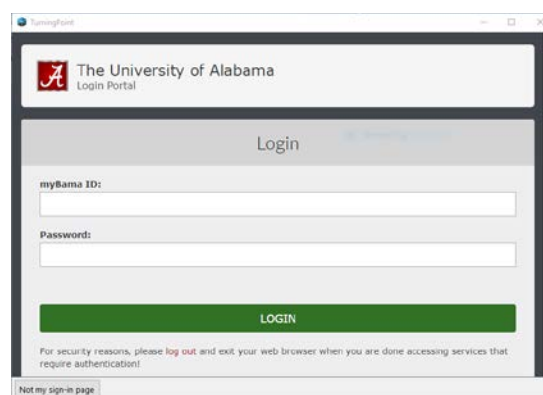 TurningPoint
The University of Alabama
Login Portal
Login
myBama ID:
Password:
LOGIN
For security reasons, please log out and exit your web browser when you are done accessing services that
require authentication!
Not my sign-in page